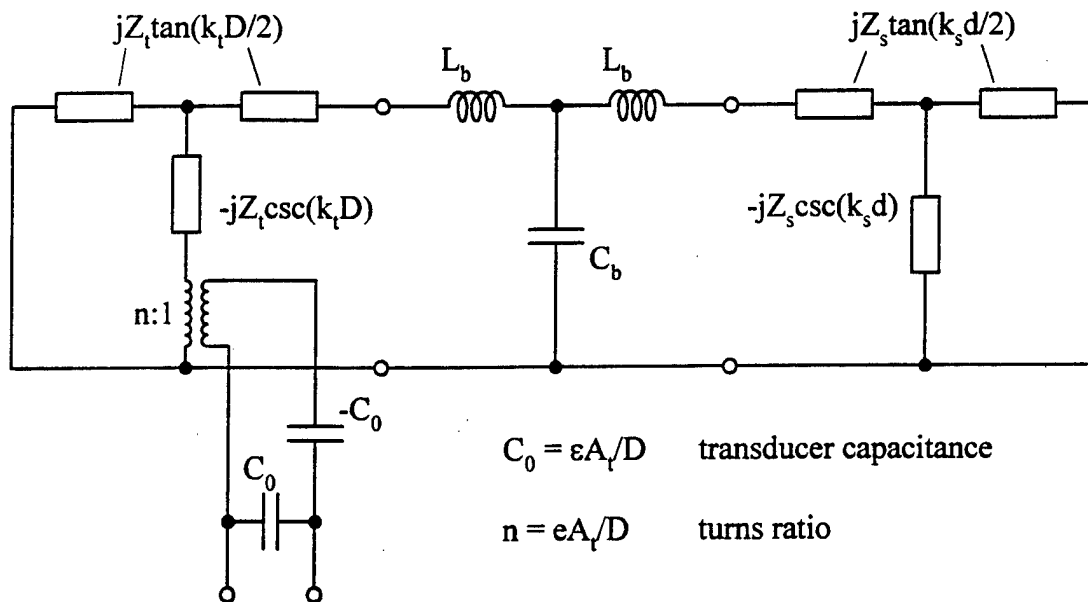 jZ_t tan(k_t D/2)
jZ_s tan(k_s d/2)
L_b
L_b
-jZ_t csc(k_t D)
-jZ_s csc(k_s d)
C_b
n:1
-C_0
C_0
C_0 = εA_t/D transducer capacitance
n = eA_t/D turns ratio